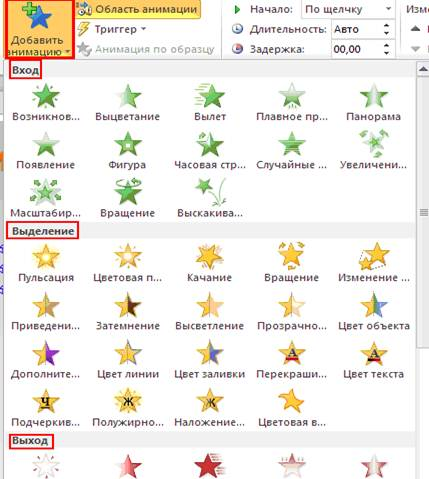 Добавить анимацию
Область анимации
Триггер
Анимация по образцу
Начало: По щелчку
Длительность: Авто
Задержка: 00,00
Изме
Вход
Возникнов... Выцветание Вылет Плавное пр... Панорама
Появление Фигура Часовая стр... Случайные ... Увеличени...
Масштабир... Вращение Выскакива...
Выделение
Пульсация Цветовая п... Качание Вращение Изменение ...
Приведени... Затемнение Высветление Прозрачно... Цвет объекта
Дополните... Цвет линии Цвет заливки Перекраши... Цвет текста
Подчеркив... Полужирно... Наложение... Цветовая в...
Выход